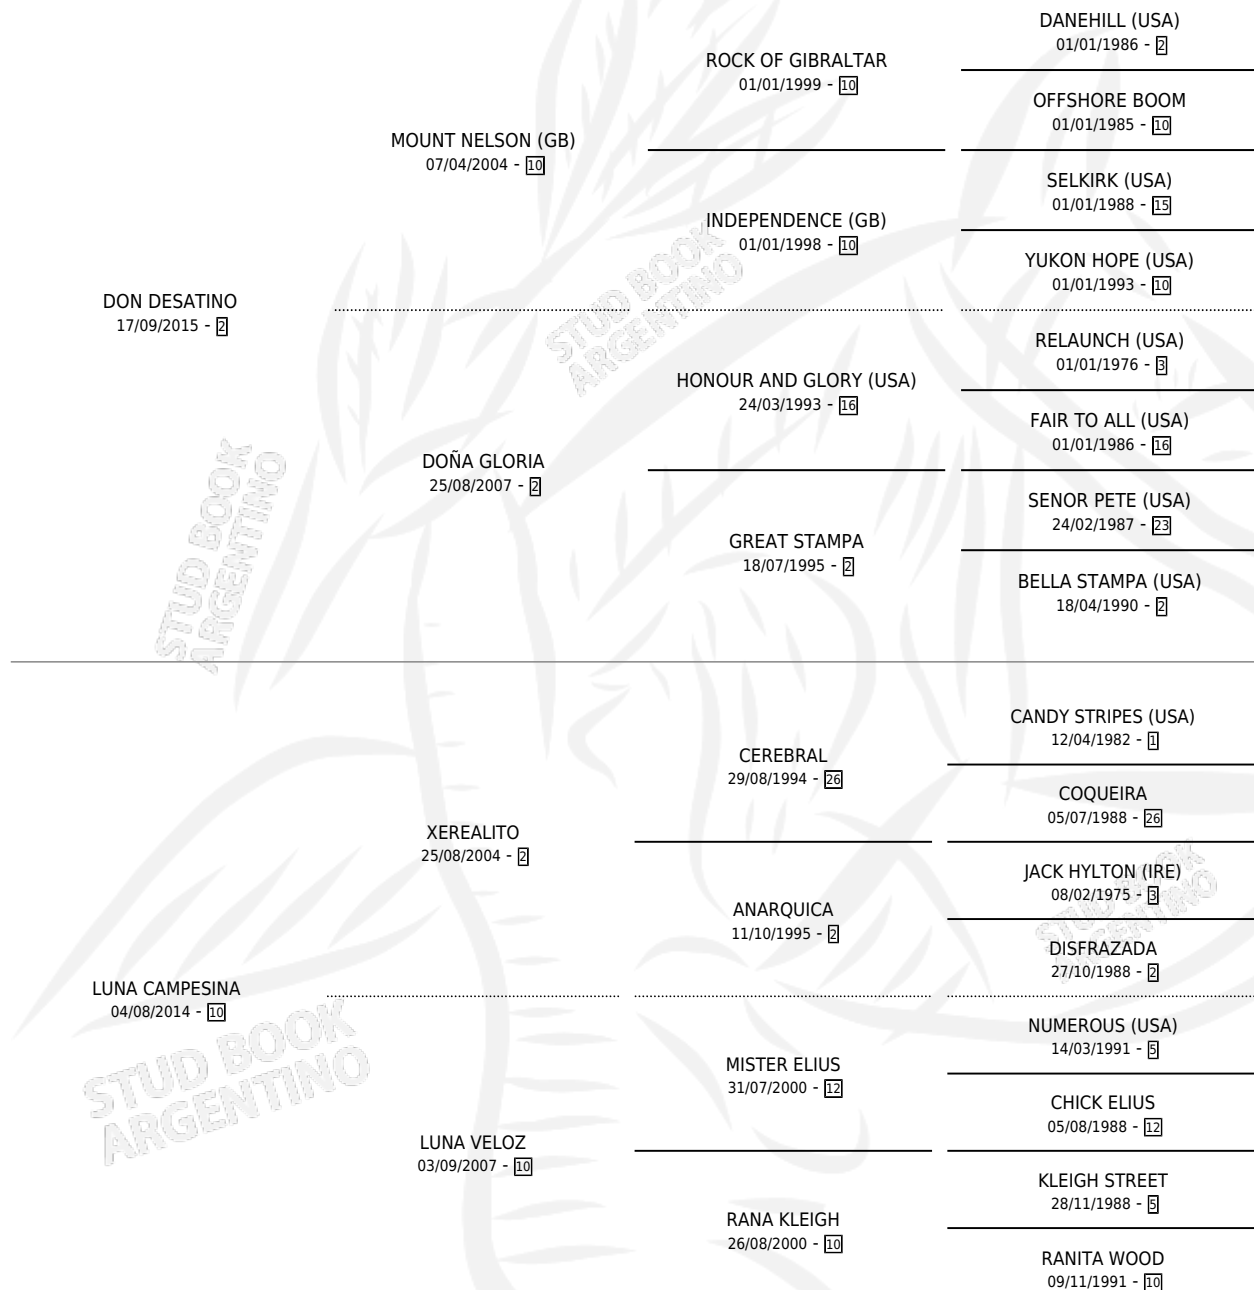 DANEHILL (USA)
01/01/1986 - 2
ROCK OF GIBRALTAR
01/01/1999 - 10
OFFSHORE BOOM
01/01/1985 - 10
MOUNT NELSON (GB)
07/04/2004 - 10
SELKIRK (USA)
01/01/1988 - 15
INDEPENDENCE (GB)
01/01/1998 - 10
YUKON HOPE (USA)
01/01/1993 - 10
DON DESATINO
17/09/2015 - 2
STUD BOOK
ARGENTINO
RELAUNCH (USA)
01/01/1976 - 3
HONOUR AND GLORY (USA)
24/03/1993 - 16
FAIR TO ALL (USA)
01/01/1986 - 16
DOÑA GLORIA
25/08/2007 - 2
STUD BOOK
ARGENTINO
SENOR PETE (USA)
24/02/1987 - 23
GREAT STAMPA
18/07/1995 - 2
BELLA STAMPA (USA)
18/04/1990 - 2
CANDY STRIPES (USA)
12/04/1982 - 1
CEREBRAL
29/08/1994 - 26
COQUEIRA
05/07/1988 - 26
XEREALITO
25/08/2004 - 2
JACK HYLTON (IRE)
08/02/1975 - 3
STUD BOOK
ARGENTINO
ANARQUICA
11/10/1995 - 2
DISFRAZADA
27/10/1988 - 2
LUNA CAMPESINA
04/08/2014 - 10
STUD BOOK
ARGENTINO
NUMEROUS (USA)
14/03/1991 - 5
MISTER ELIUS
31/07/2000 - 12
CHICK ELIUS
05/08/1988 - 12
LUNA VELOZ
03/09/2007 - 10
KLEIGH STREET
28/11/1988 - 5
RANA KLEIGH
26/08/2000 - 10
RANITA WOOD
09/11/1991 - 10